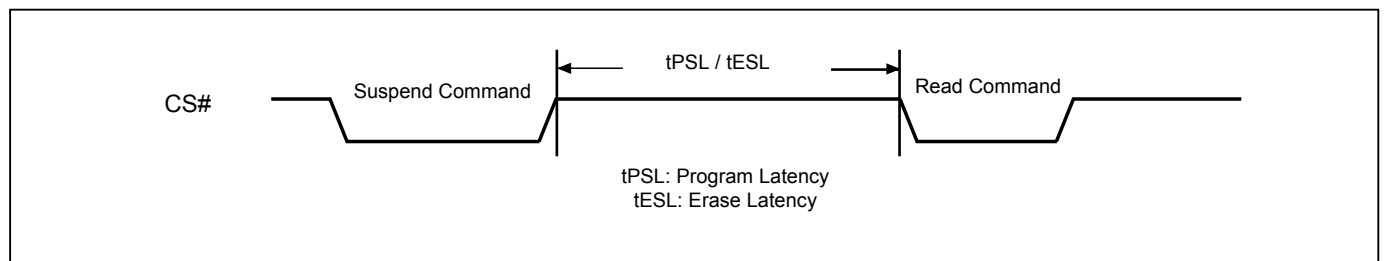 tPSL / tESL
Suspend Command
Read Command
CS#
tPSL: Program Latency
tESL: Erase Latency